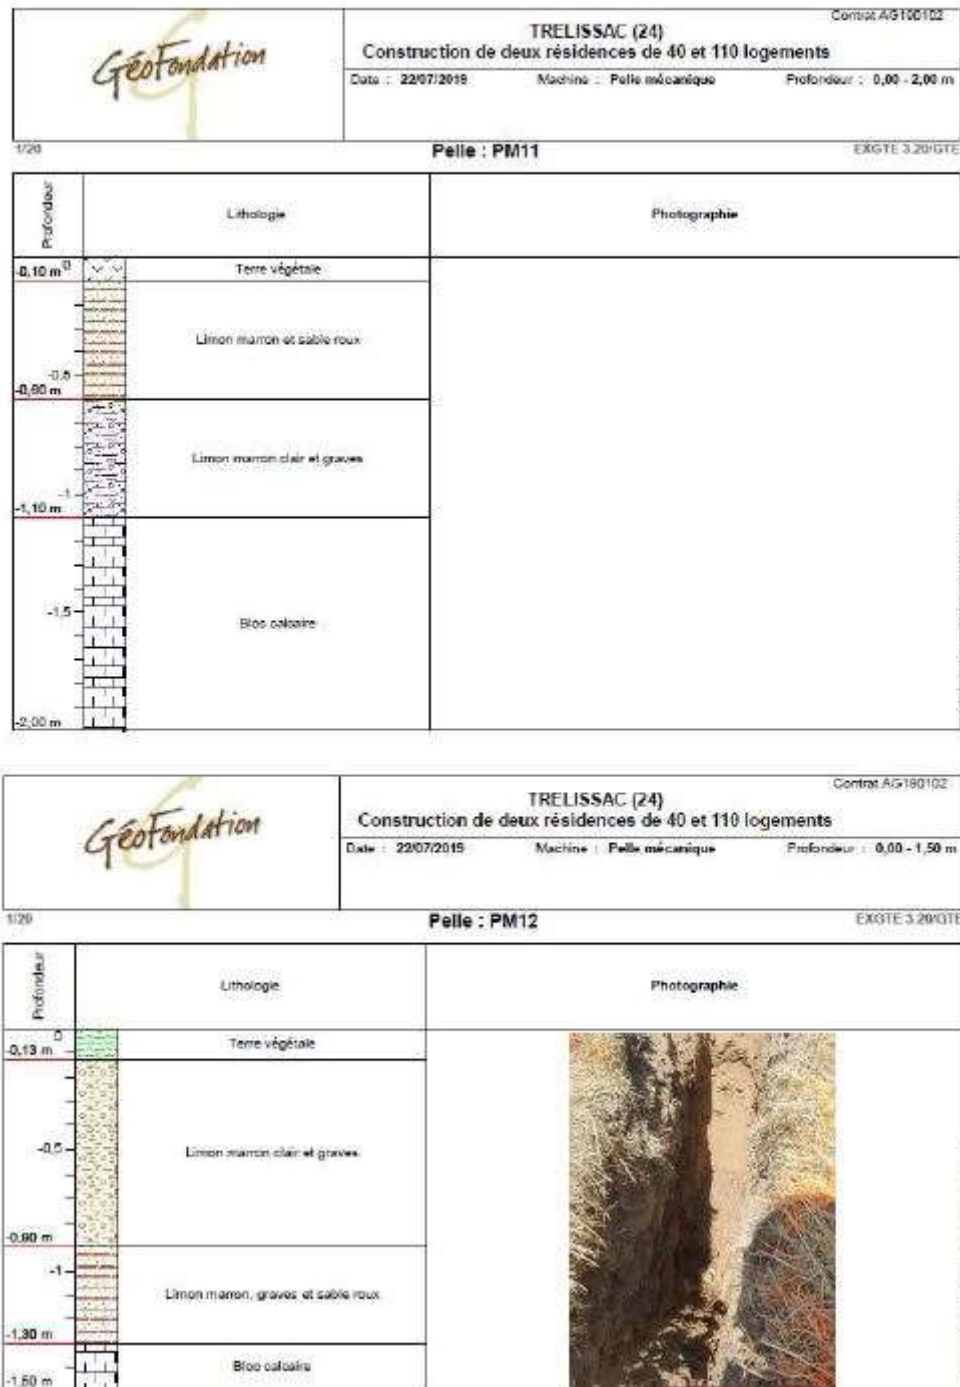 GéoFondation
Contrat AG190102
TRELISSAC (24)
Construction de deux résidences de 40 et 110 logements
Date : 22/07/2019 Machine : Pelle mécanique Profondeur : 0,00 - 2,00 m
1/20 Pelle : PM11 EXGTE 3.20/GTE
Profondeur Lithologie Photographie
0
-0,10 m Terre végétale
Limon marron et sable roux
-0.5
-0,60 m
Limon marron clair et graves
-1
-1,10 m
-1,5
Bloc calcaire
-2,00 m
GéoFondation
Contrat AG190102
TRELISSAC (24)
Construction de deux résidences de 40 et 110 logements
Date : 22/07/2019 Machine : Pelle mécanique Profondeur : 0,00 - 1,50 m
1/20 Pelle : PM12 EXGTE 3.20/GTE
Profondeur Lithologie Photographie
0
-0,13 m Terre végétale
-0,5 Limon marron clair et graves
-0,90 m
-1
Limon marron, graves et sable roux
-1,30 m
Bloc calcaire
-1,50 m